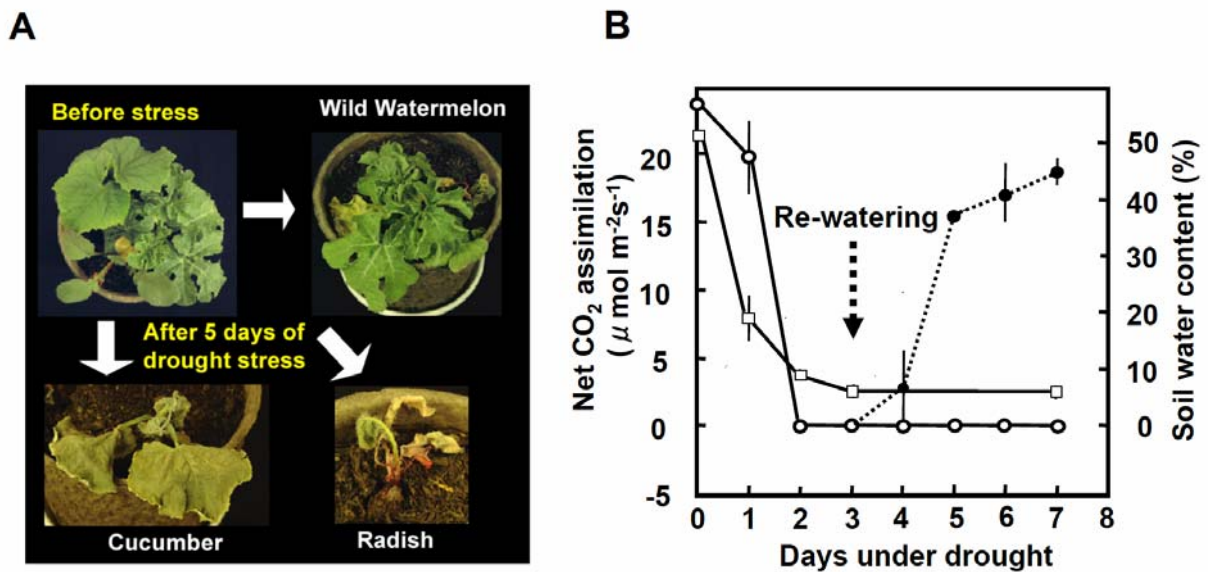 A
Before stress
Wild Watermelon
After 5 days of
drought stress
Cucumber
Radish
B
Net CO₂ assimilation
( μ mol m⁻²s⁻¹)
20
15
10
5
0
-5
Re-watering
50
40
30
20
10
0
Soil water content (%)
0 1 2 3 4 5 6 7 8
Days under drought